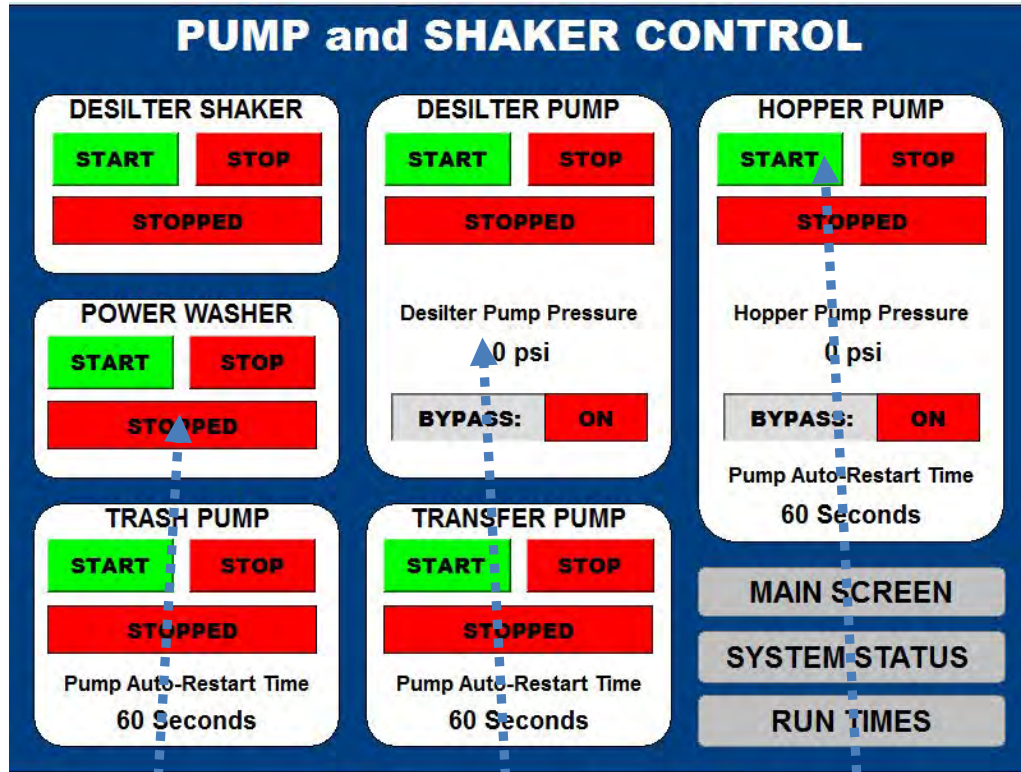 PUMP and SHAKER CONTROL
DESILTER SHAKER
START STOP
STOPPED
POWER WASHER
START STOP
STOPPED
TRASH PUMP
START STOP
STOPPED
Pump Auto-Restart Time
60 Seconds
DESILTER PUMP
START STOP
STOPPED
Desilter Pump Pressure
0 psi
BYPASS: ON
TRANSFER PUMP
START STOP
STOPPED
Pump Auto-Restart Time
60 Seconds
HOPPER PUMP
START STOP
STOPPED
Hopper Pump Pressure
0 psi
BYPASS: ON
Pump Auto-Restart Time
60 Seconds
MAIN SCREEN
SYSTEM STATUS
RUN TIMES